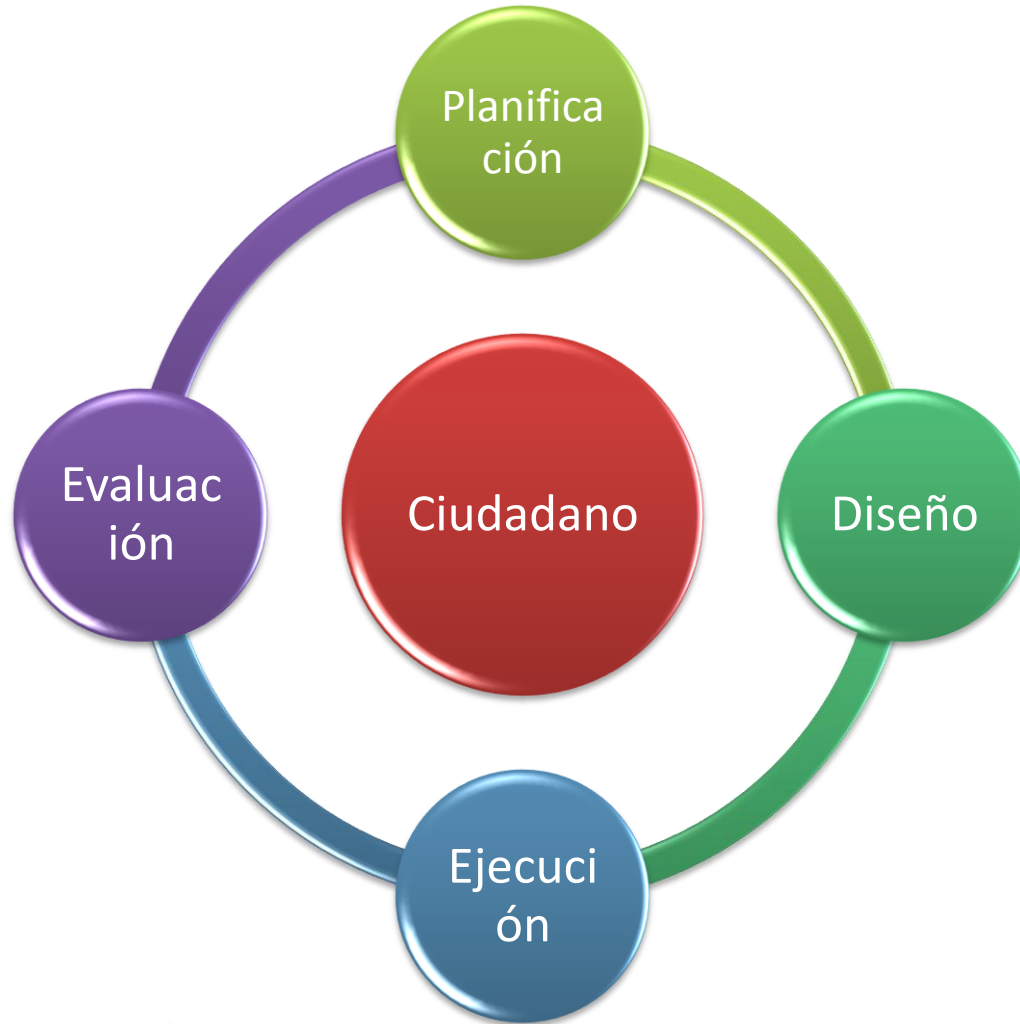 Planifica
ción
Evaluac
ión
Ciudadano
Diseño
Ejecuci
ón